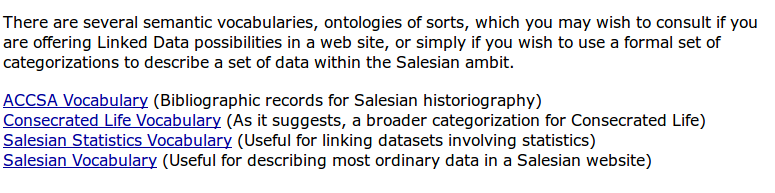 There are several semantic vocabularies, ontologies of sorts, which you may wish to consult if you
are offering Linked Data possibilities in a web site, or simply if you wish to use a formal set of
categorizations to describe a set of data within the Salesian ambit.
ACCSA Vocabulary (Bibliographic records for Salesian historiography)
Consecrated Life Vocabulary (As it suggests, a broader categorization for Consecrated Life)
Salesian Statistics Vocabulary (Useful for linking datasets involving statistics)
Salesian Vocabulary (Useful for describing most ordinary data in a Salesian website)